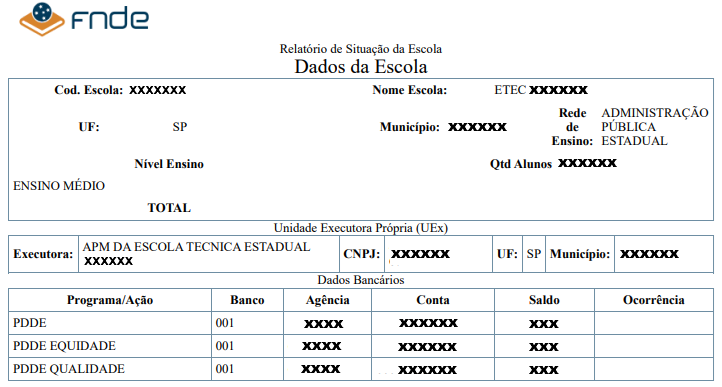 fnde
Relatório de Situação da Escola
Dados da Escola
Cod. Escola: XXXXXXX Nome Escola: ETEC XXXXXX
UF: SP Município: XXXXXX Rede de Ensino: ADMINISTRAÇÃO PÚBLICA ESTADUAL
Nível Ensino Qtd Alunos XXXXXX
ENSINO MÉDIO
TOTAL
Unidade Executora Própria (UEx)
Executora: APM DA ESCOLA TECNICA ESTADUAL XXXXXX CNPJ: XXXXXX UF: SP Município: XXXXXX
Dados Bancários
Programa/Ação Banco Agência Conta Saldo Ocorrência
PDDE 001 XXXX XXXXXX XXX
PDDE EQUIDADE 001 XXXX XXXXXX XXX
PDDE QUALIDADE 001 XXXX XXXXXX XXX